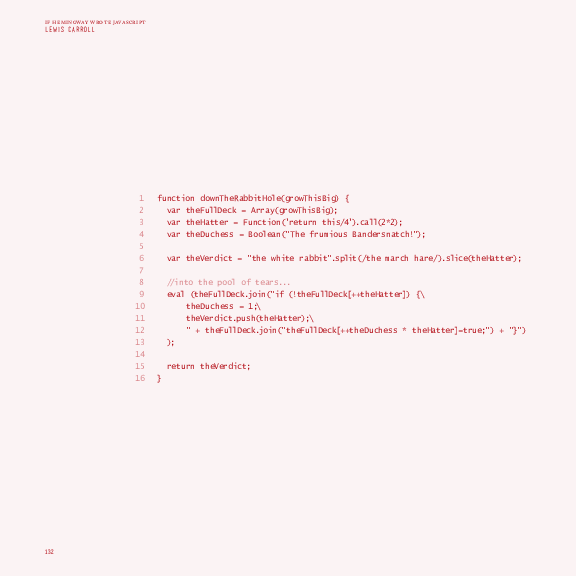 IF HEMINGWAY WROTE JAVASCRIPT
LEWIS CARROLL
1 function downTheRabbitHole(growThisBig) {
2 var theFullDeck = Array(growThisBig);
3 var theHatter = Function('return this/4').call(2*2);
4 var theDuchess = Boolean("The frumious Bandersnatch!");
5
6 var theVerdict = "the white rabbit".split(/the march hare/).slice(theHatter);
7
8 //into the pool of tears...
9 eval (theFullDeck.join("if (!theFullDeck[++theHatter]) {\
10 theDuchess = 1;\
11 theVerdict.push(theHatter);\
12 " + theFullDeck.join("theFullDeck[++theDuchess * theHatter]=true;") + "}")
13 );
14
15 return theVerdict;
16 }
132